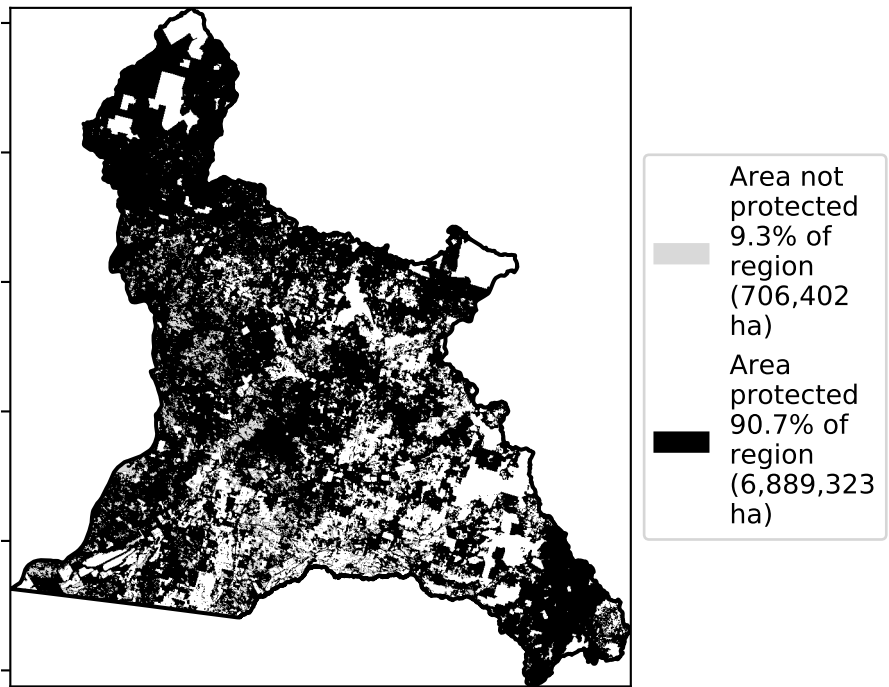 Area not
protected
9.3% of
region
(706,402
ha)
Area
protected
90.7% of
region
(6,889,323
ha)